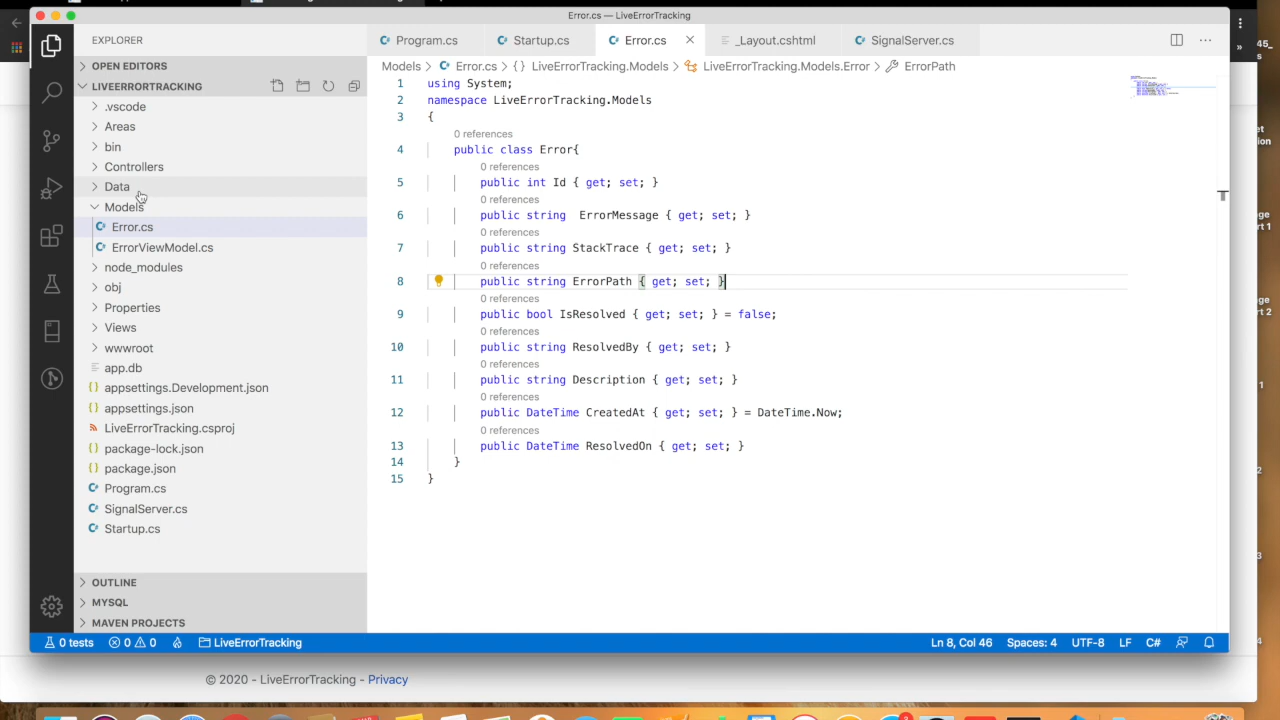 Error.cs — LiveErrorTracking
EXPLORER
Program.cs
Startup.cs
Error.cs
_Layout.cshtml
SignalServer.cs
OPEN EDITORS
LIVEERRORTRACKING
.vscode
Areas
bin
Controllers
Data
Models
Error.cs
ErrorViewModel.cs
node_modules
obj
Properties
Views
wwwroot
app.db
appsettings.Development.json
appsettings.json
LiveErrorTracking.csproj
package-lock.json
package.json
Program.cs
SignalServer.cs
Startup.cs
OUTLINE
MYSQL
MAVEN PROJECTS
Models > Error.cs > {} LiveErrorTracking.Models > LiveErrorTracking.Models.Error > ErrorPath
1 using System;
2 namespace LiveErrorTracking.Models
3 {
0 references
4 public class Error{
0 references
5 public int Id { get; set; }
0 references
6 public string  ErrorMessage { get; set; }
0 references
7 public string StackTrace { get; set; }
0 references
8 public string ErrorPath { get; set; }
0 references
9 public bool IsResolved { get; set; } = false;
0 references
10 public string ResolvedBy { get; set; }
0 references
11 public string Description { get; set; }
0 references
12 public DateTime CreatedAt { get; set; } = DateTime.Now;
0 references
13 public DateTime ResolvedOn { get; set; }
14 }
15 }
0 tests 0 0 LiveErrorTracking Ln 8, Col 46 Spaces: 4 UTF-8 LF C#
© 2020 - LiveErrorTracking - Privacy